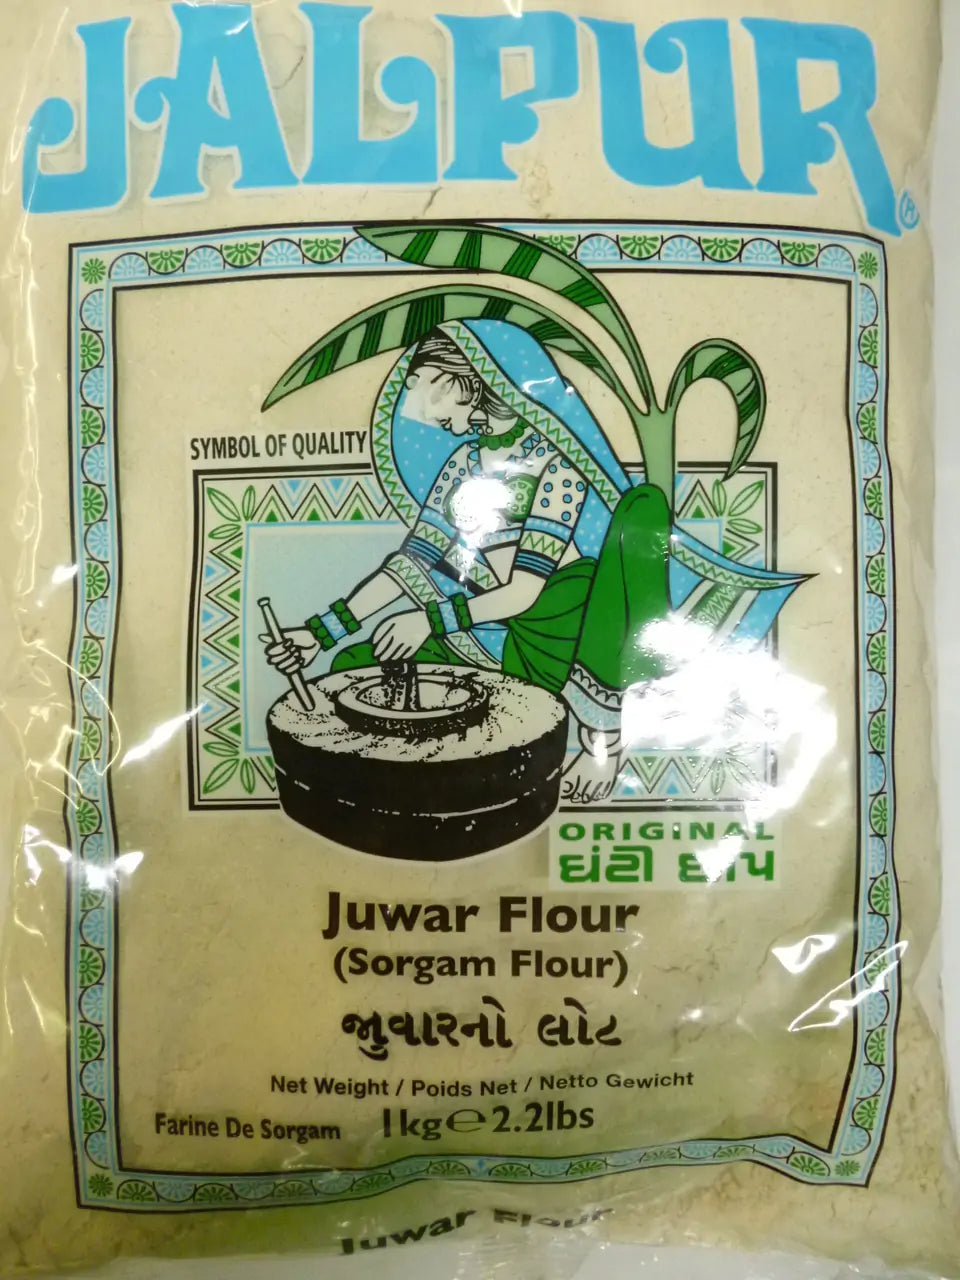 JALPUR®
SYMBOL OF QUALITY
ORIGINAL
ઘંટી છાપ
Juwar Flour
(Sorgam Flour)
જુવારનો લોટ
Net Weight / Poids Net / Netto Gewicht
Farine De Sorgam 1kg ℮ 2.2lbs
Juwar Flour